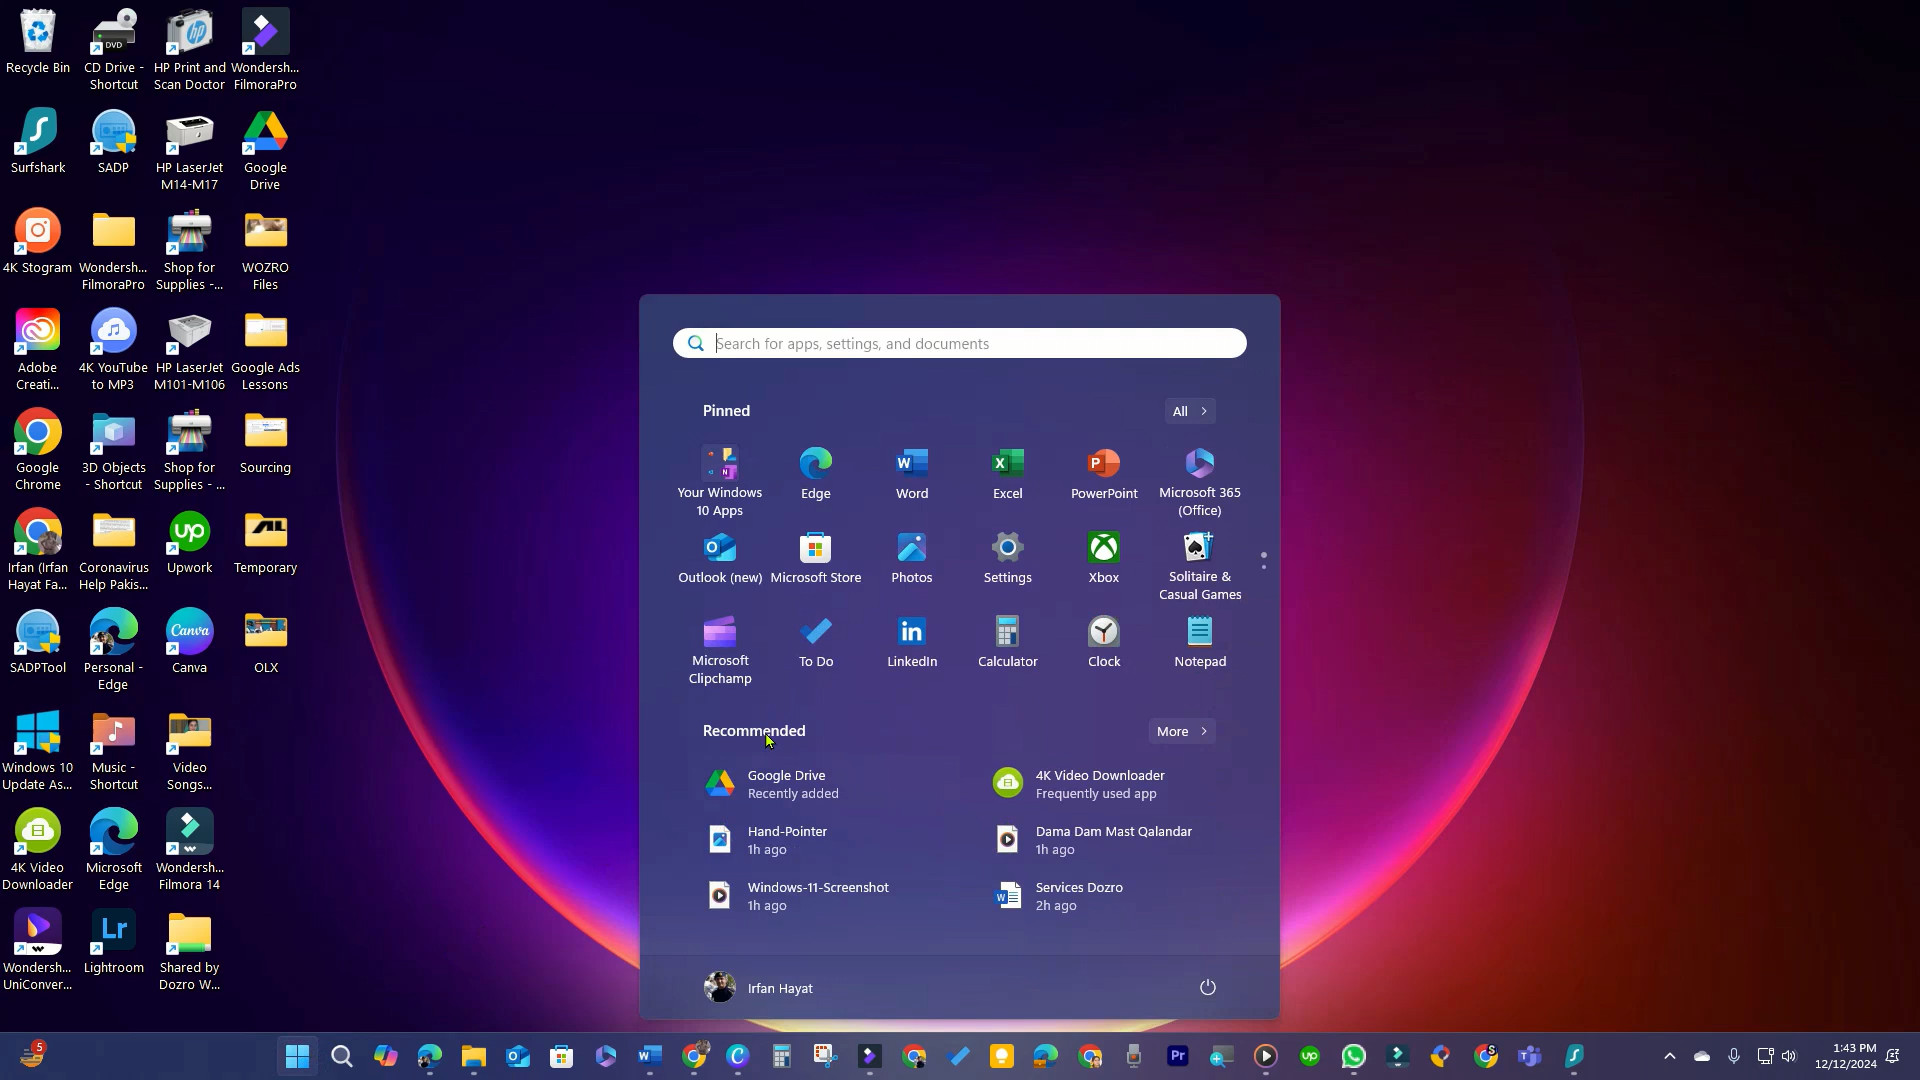 Recycle Bin
CD Drive -
Shortcut
HP Print and
Scan Doctor
Wondersh...
FilmoraPro
Surfshark
SADP
HP LaserJet
M14-M17
Google
Drive
4K Stogram
Wondersh...
FilmoraPro
Shop for
Supplies -...
WOZRO
Files
Adobe
Creati...
4K YouTube
to MP3
HP LaserJet
M101-M106
Google Ads
Lessons
Google
Chrome
3D Objects
- Shortcut
Shop for
Supplies - ...
Sourcing
Irfan (Irfan
Hayat Fa...
Coronavirus
Help Pakis...
Upwork
Temporary
SADPTool
Personal -
Edge
Canva
OLX
Windows 10
Update As...
Music -
Shortcut
Video
Songs...
4K Video
Downloader
Microsoft
Edge
Wondersh...
Filmora 14
Wondersh...
UniConver...
Lightroom
Shared by
Dozro W...
Search for apps, settings, and documents
Pinned
All
Your Windows
10 Apps
Edge
Word
Excel
PowerPoint
Microsoft 365
(Office)
Outlook (new)
Microsoft Store
Photos
Settings
Xbox
Solitaire &
Casual Games
Microsoft
Clipchamp
To Do
LinkedIn
Calculator
Clock
Notepad
Recommended
More
Google Drive
Recently added
4K Video Downloader
Frequently used app
Hand-Pointer
1h ago
Dama Dam Mast Qalandar
1h ago
Windows-11-Screenshot
1h ago
Services Dozro
2h ago
Irfan Hayat
5
1:43 PM
12/12/2024